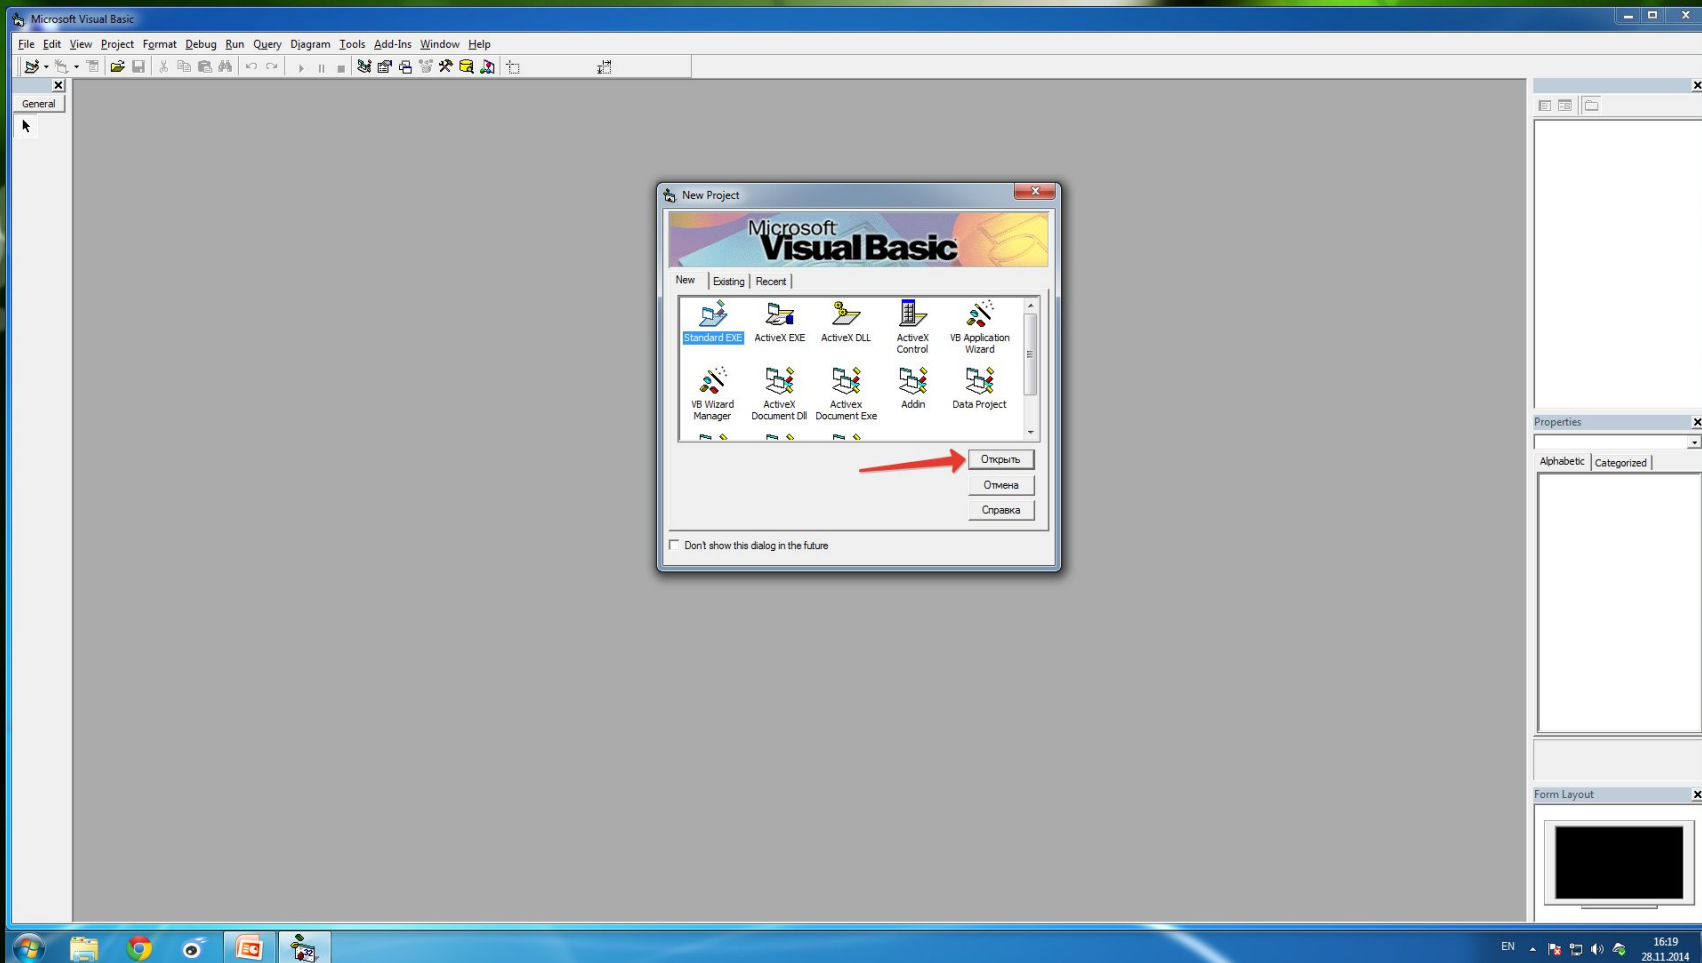 Microsoft Visual Basic
File Edit View Project Format Debug Run Query Diagram Tools Add-Ins Window Help
General
New Project
Microsoft
Visual Basic
New Existing Recent
Standard EXE ActiveX EXE ActiveX DLL ActiveX Control VB Application Wizard
VB Wizard Manager ActiveX Document Dll Activex Document Exe Addin Data Project
Открыть
Отмена
Справка
Don't show this dialog in the future
Properties
Alphabetic Categorized
Form Layout
EN
16:19
28.11.2014